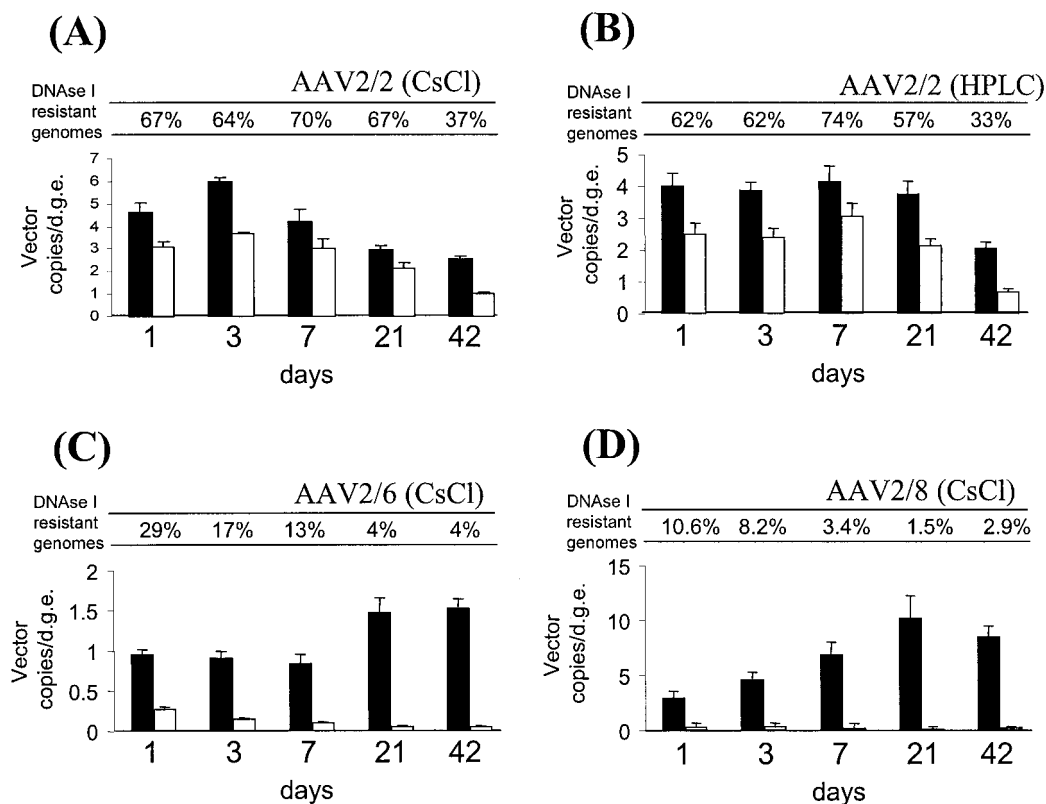 (A)
AAV2/2 (CsCl)
DNAse I
resistant
genomes
67% 64% 70% 67% 37%
Vector
copies/d.g.e.
7
6
5
4
3
2
1
0
1 3 7 21 42
days
(B)
AAV2/2 (HPLC)
DNAse I
resistant
genomes
62% 62% 74% 57% 33%
Vector
copies/d.g.e.
5
4
3
2
1
0
1 3 7 21 42
days
(C)
AAV2/6 (CsCl)
DNAse I
resistant
genomes
29% 17% 13% 4% 4%
Vector
copies/d.g.e.
2
1.5
1
0.5
0
1 3 7 21 42
days
(D)
AAV2/8 (CsCl)
DNAse I
resistant
genomes
10.6% 8.2% 3.4% 1.5% 2.9%
Vector
copies/d.g.e.
15
10
5
0
1 3 7 21 42
days